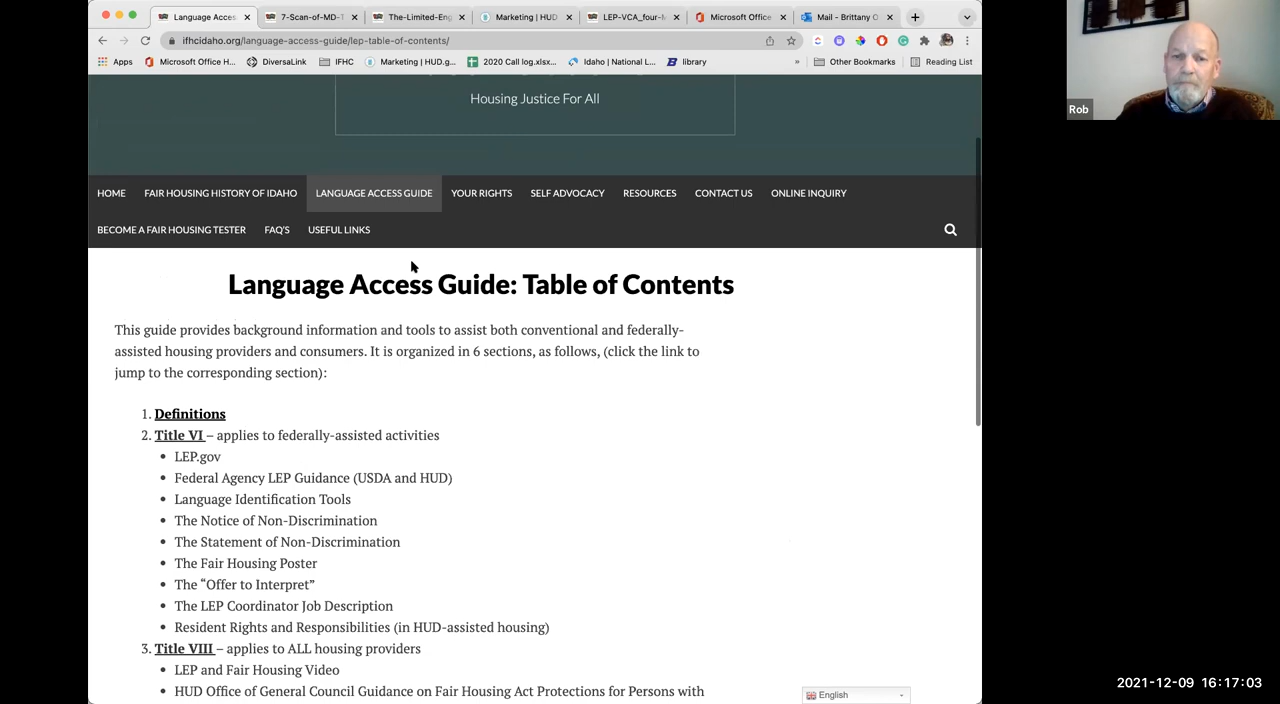 Language Acces
7-Scan-of-MD-T
The-Limited-Eng
Marketing | HUD
LEP-VCA_four-
Microsoft Office
Mail - Brittany O
ifhcidaho.org/language-access-guide/lep-table-of-contents/
Apps
Microsoft Office H...
DiversaLink
IFHC
Marketing | HUD.g...
2020 Call log.xlsx...
Idaho | National L...
library
»
Other Bookmarks
Reading List
Rob
Housing Justice For All
HOME
FAIR HOUSING HISTORY OF IDAHO
LANGUAGE ACCESS GUIDE
YOUR RIGHTS
SELF ADVOCACY
RESOURCES
CONTACT US
ONLINE INQUIRY
BECOME A FAIR HOUSING TESTER
FAQ'S
USEFUL LINKS
Language Access Guide: Table of Contents
This guide provides background information and tools to assist both conventional and federally-
assisted housing providers and consumers. It is organized in 6 sections, as follows, (click the link to
jump to the corresponding section):
1. Definitions
2. Title VI – applies to federally-assisted activities
• LEP.gov
• Federal Agency LEP Guidance (USDA and HUD)
• Language Identification Tools
• The Notice of Non-Discrimination
• The Statement of Non-Discrimination
• The Fair Housing Poster
• The “Offer to Interpret”
• The LEP Coordinator Job Description
• Resident Rights and Responsibilities (in HUD-assisted housing)
3. Title VIII – applies to ALL housing providers
• LEP and Fair Housing Video
• HUD Office of General Council Guidance on Fair Housing Act Protections for Persons with
English
2021-12-09 16:17:03